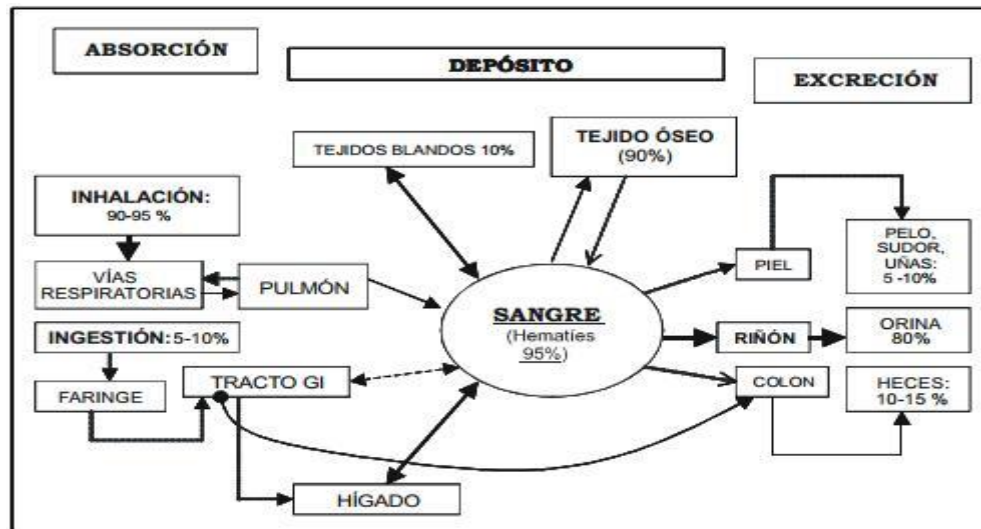 ABSORCIÓN
DEPÓSITO
EXCRECIÓN
TEJIDOS BLANDOS 10%
TEJIDO ÓSEO
(90%)
INHALACIÓN:
90-95 %
VÍAS
RESPIRATORIAS
PULMÓN
INGESTIÓN: 5-10%
FARINGE
TRACTO GI
HÍGADO
SANGRE
(Hematíes
95%)
PIEL
PELO,
SUDOR,
UÑAS:
5 -10%
RIÑÓN
ORINA
80%
COLON
HECES:
10-15 %